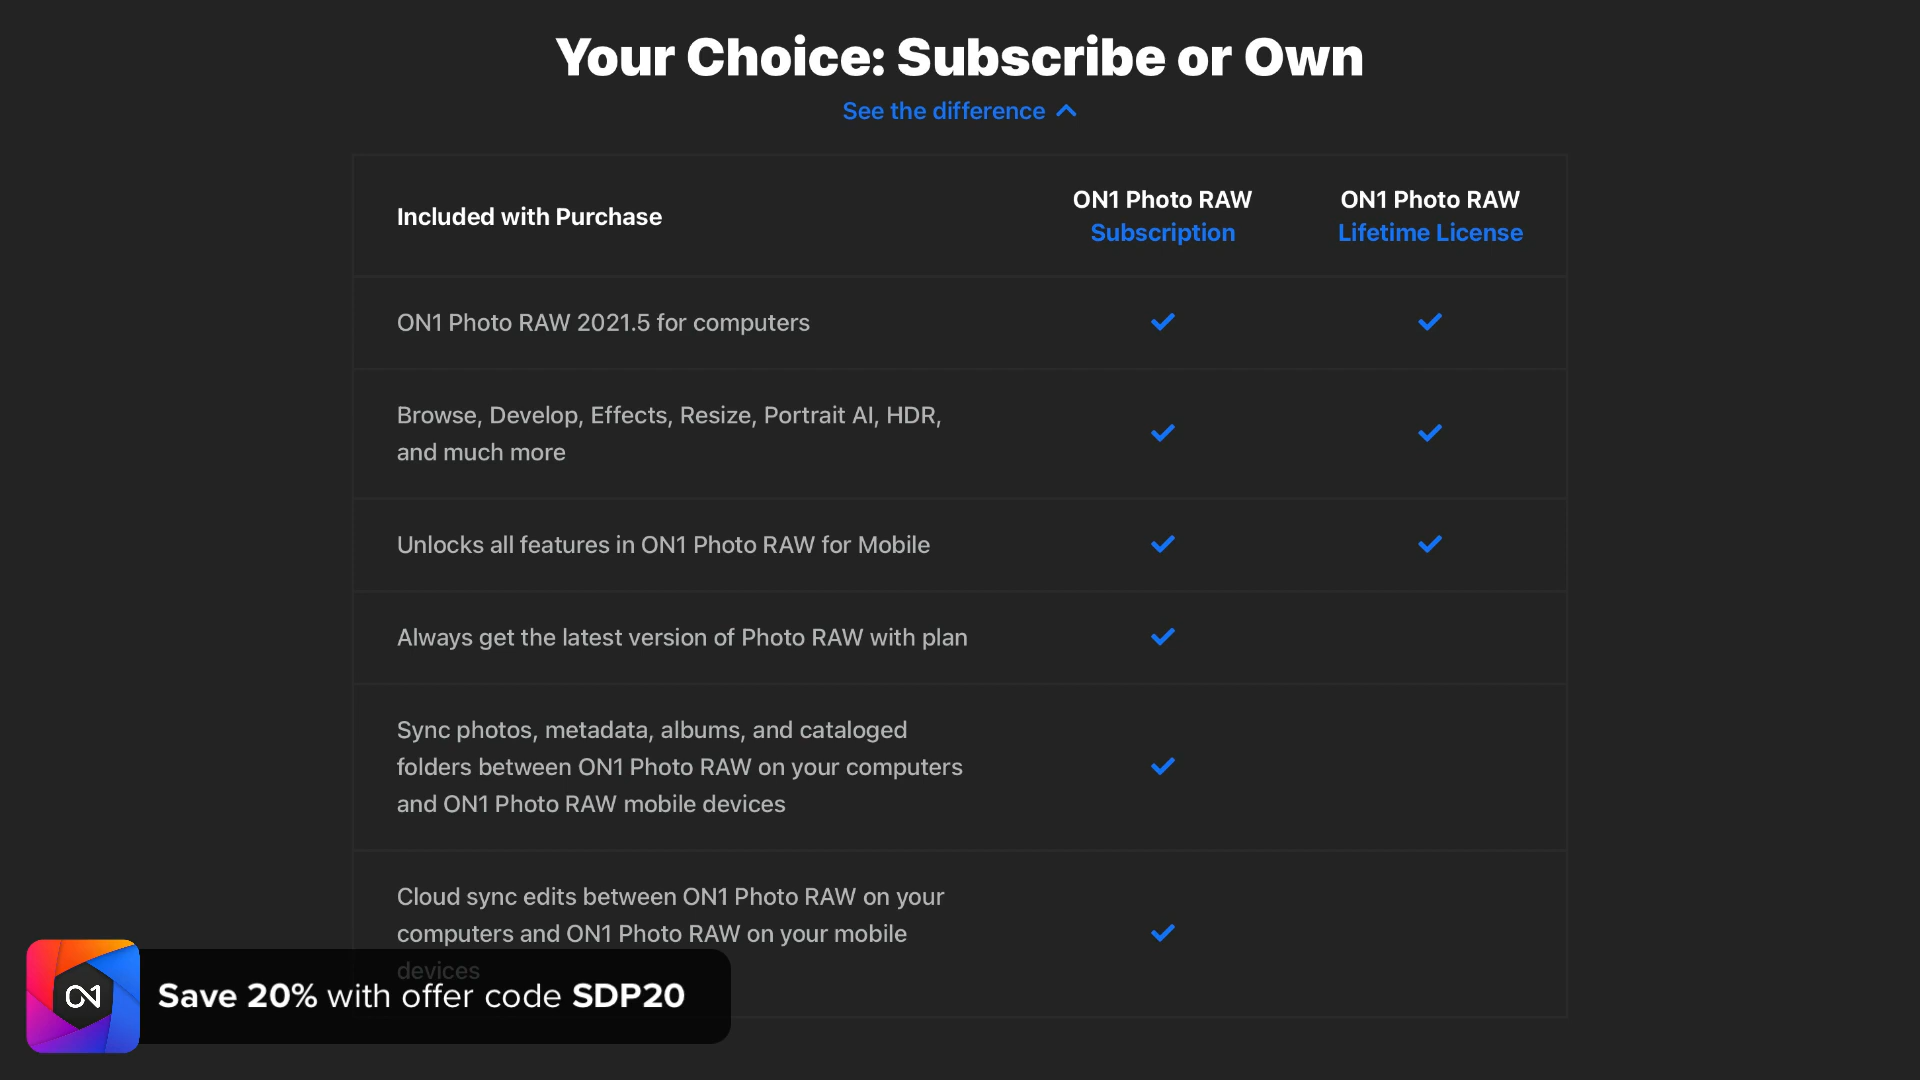 Your Choice: Subscribe or Own
See the difference
Included with Purchase
ON1 Photo RAW
Subscription
ON1 Photo RAW
Lifetime License
ON1 Photo RAW 2021.5 for computers
Browse, Develop, Effects, Resize, Portrait AI, HDR,
and much more
Unlocks all features in ON1 Photo RAW for Mobile
Always get the latest version of Photo RAW with plan
Sync photos, metadata, albums, and cataloged
folders between ON1 Photo RAW on your computers
and ON1 Photo RAW mobile devices
Cloud sync edits between ON1 Photo RAW on your
computers and ON1 Photo RAW on your mobile
devices
ON1
Save 20% with offer code SDP20